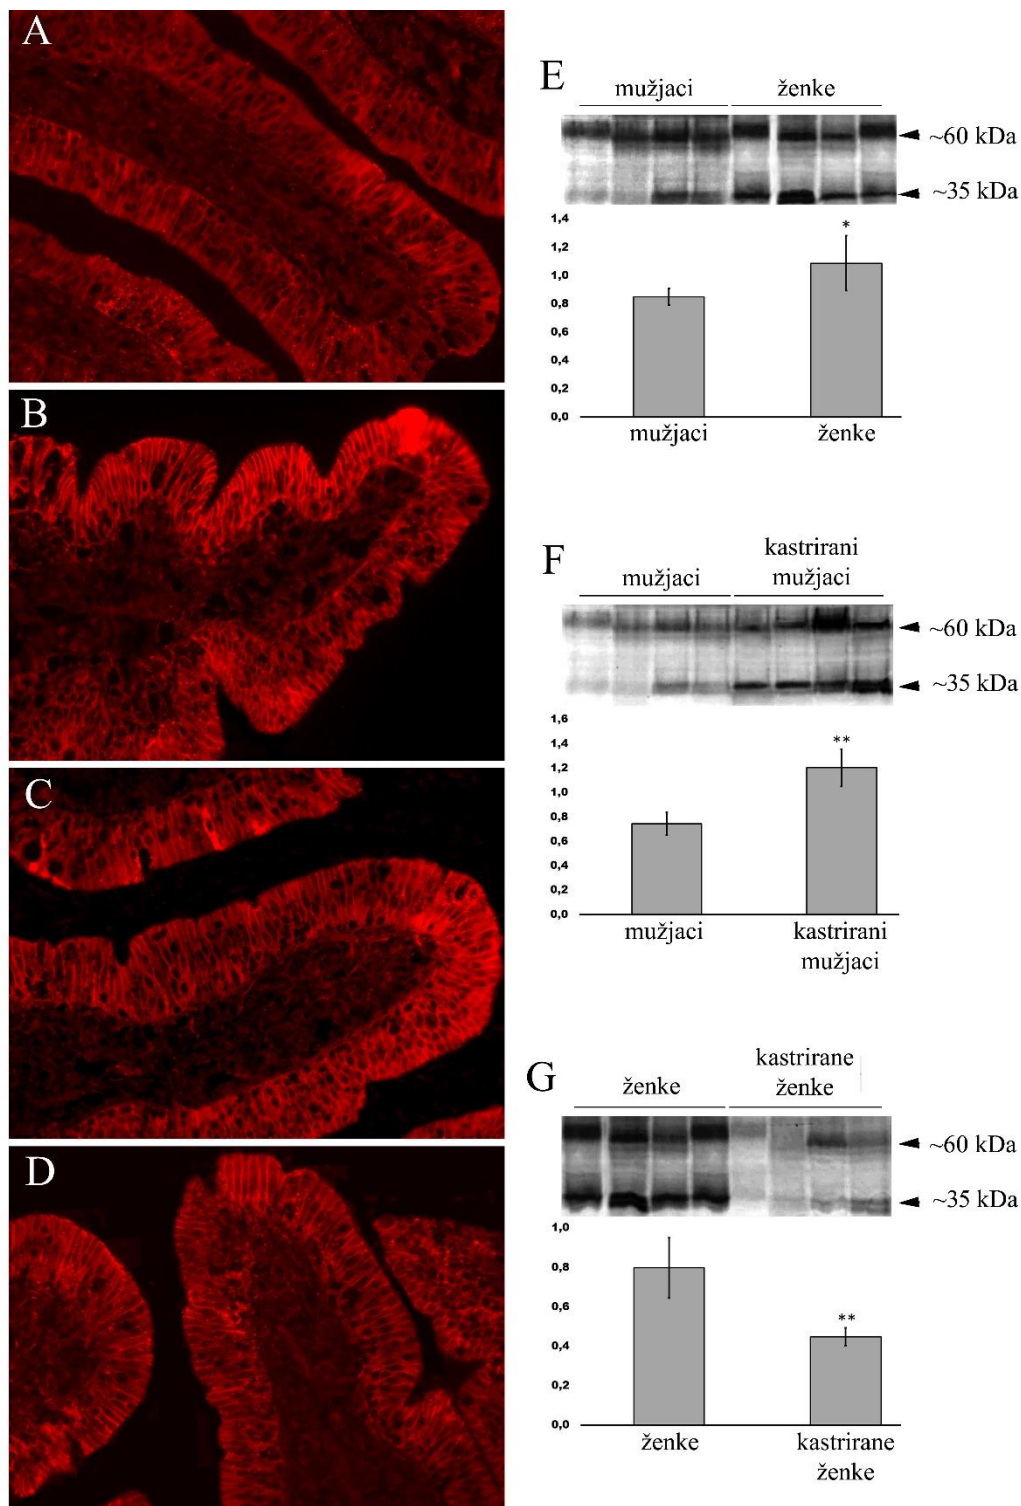 A
B
C
D
E
mužjaci ženke
~60 kDa
~35 kDa
1,4
1,2
1,0
0,8
0,6
0,4
0,2
0,0
*
mužjaci ženke
F
mužjaci
kastrirani
mužjaci
~60 kDa
~35 kDa
1,6
1,4
1,2
1,0
0,8
0,6
0,4
0,2
0,0
**
mužjaci
kastrirani
mužjaci
G
ženke
kastrirane
ženke
~60 kDa
~35 kDa
1,0
0,8
0,6
0,4
0,2
0,0
**
ženke
kastrirane
ženke